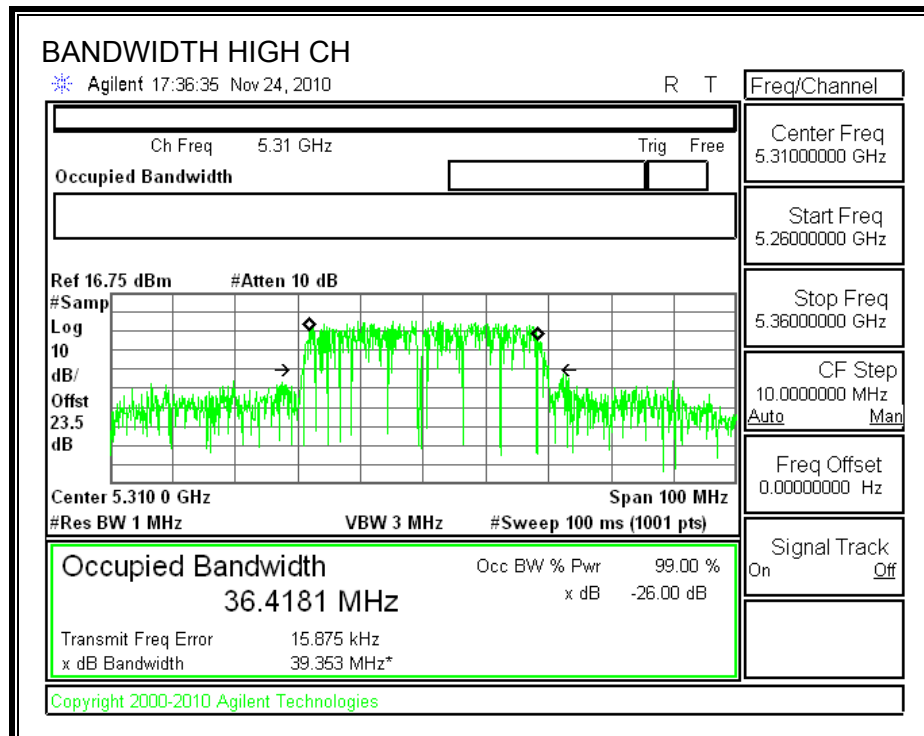 BANDWIDTH HIGH CH
Agilent 17:36:35 Nov 24, 2010 R T
Freq/Channel
Ch Freq 5.31 GHz Trig Free
Occupied Bandwidth
Center Freq
5.31000000 GHz
Start Freq
5.26000000 GHz
Stop Freq
5.36000000 GHz
CF Step
10.0000000 MHz
Auto Man
Freq Offset
0.00000000 Hz
Signal Track
On Off
Ref 16.75 dBm #Atten 10 dB
#Samp
Log
10
dB/
Offst
23.5
dB
Center 5.310 0 GHz Span 100 MHz
#Res BW 1 MHz VBW 3 MHz #Sweep 100 ms (1001 pts)
Occupied Bandwidth Occ BW % Pwr 99.00 %
36.4181 MHz x dB -26.00 dB
Transmit Freq Error 15.875 kHz
x dB Bandwidth 39.353 MHz*
Copyright 2000-2010 Agilent Technologies